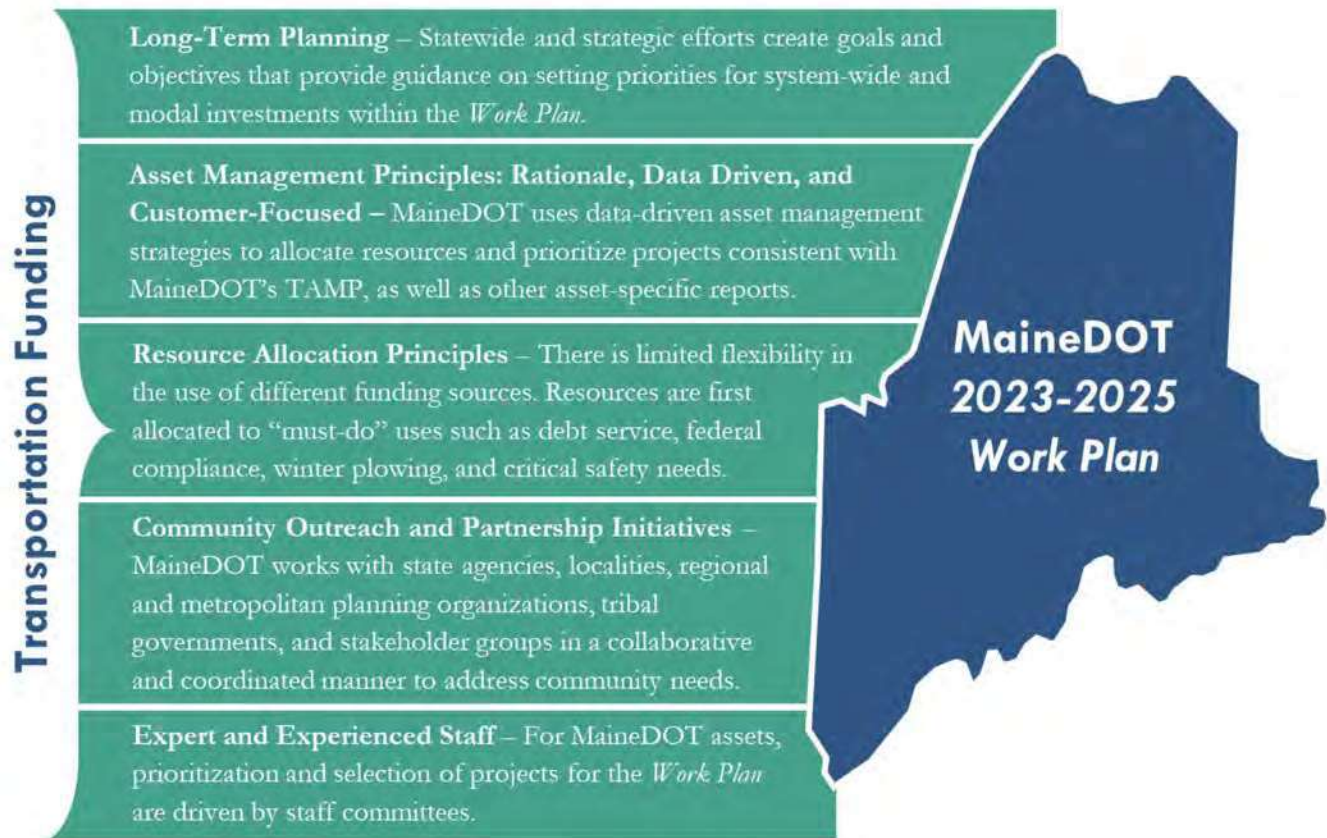 Transportation Funding
Long-Term Planning – Statewide and strategic efforts create goals and
objectives that provide guidance on setting priorities for system-wide and
modal investments within the Work Plan.
Asset Management Principles: Rationale, Data Driven, and
Customer-Focused – MaineDOT uses data-driven asset management
strategies to allocate resources and prioritize projects consistent with
MaineDOT's TAMP, as well as other asset-specific reports.
Resource Allocation Principles – There is limited flexibility in
the use of different funding sources. Resources are first
allocated to “must-do” uses such as debt service, federal
compliance, winter plowing, and critical safety needs.
Community Outreach and Partnership Initiatives –
MaineDOT works with state agencies, localities, regional
and metropolitan planning organizations, tribal
governments, and stakeholder groups in a collaborative
and coordinated manner to address community needs.
Expert and Experienced Staff – For MaineDOT assets,
prioritization and selection of projects for the Work Plan
are driven by staff committees.
MaineDOT
2023-2025
Work Plan